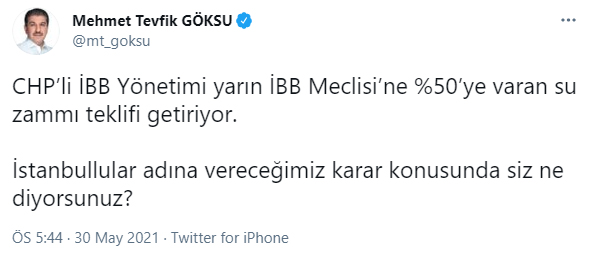 Mehmet Tevfik GÖKSU
@mt_goksu
CHP'li İBB Yönetimi yarın İBB Meclisi'ne %50'ye varan su
zammı teklifi getiriyor.
İstanbullular adına vereceğimiz karar konusunda siz ne
diyorsunuz?
ÖS 5:44 · 30 May 2021 · Twitter for iPhone